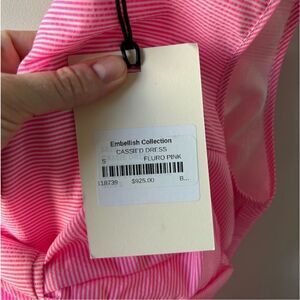 Embellish Collection
CASSIED DRESS
S FLURO PINK
118739 $925.00 B...